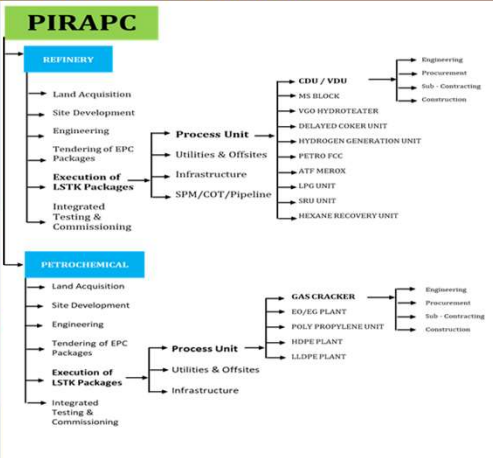 PIRAPC
REFINERY
Land Acquisition
Site Development
Engineering
Tendering of EPC
Packages
Execution of
LSTK Packages
Integrated
Testing &
Commissioning
Process Unit
Utilities & Offsites
Infrastructure
SPM/COT/Pipeline
CDU / VDU
MS BLOCK
VGO HYDROTEATER
DELAYED COKER UNIT
HYDROGEN GENERATION UNIT
PETRO FCC
ATF MEROX
LPG UNIT
SRU UNIT
HEXANE RECOVERY UNIT
Engineering
Procurement
Sub - Contracting
Construction
PETROCHEMICAL
Land Acquisition
Site Development
Engineering
Tendering of EPC
Packages
Execution of
LSTK Packages
Integrated
Testing &
Commissioning
Process Unit
Utilities & Offsites
Infrastructure
GAS CRACKER
EO/EG PLANT
POLY PROPYLENE UNIT
HDPE PLANT
LLDPE PLANT
Engineering
Procurement
Sub - Contracting
Construction